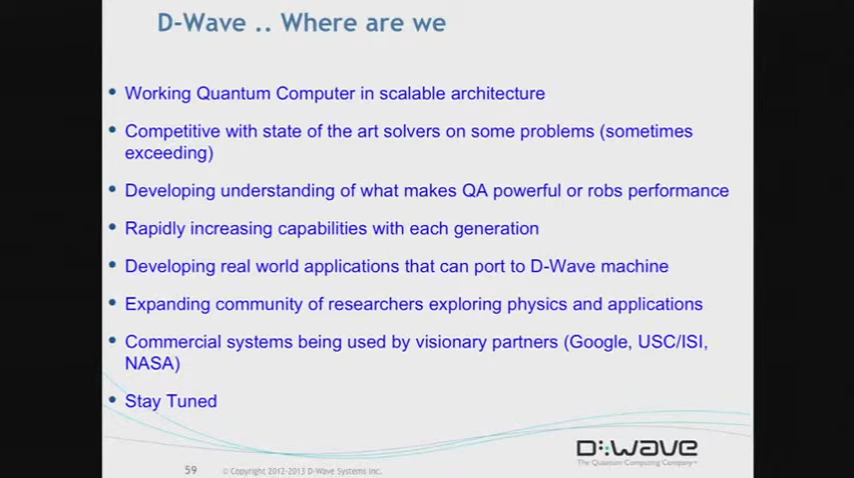 D-Wave .. Where are we
• Working Quantum Computer in scalable architecture
• Competitive with state of the art solvers on some problems (sometimes
exceeding)
• Developing understanding of what makes QA powerful or robs performance
• Rapidly increasing capabilities with each generation
• Developing real world applications that can port to D-Wave machine
• Expanding community of researchers exploring physics and applications
• Commercial systems being used by visionary partners (Google, USC/ISI,
NASA)
• Stay Tuned
D:wave
The Quantum Computing Company™
59 © Copyright 2012-2013 D-Wave Systems Inc.